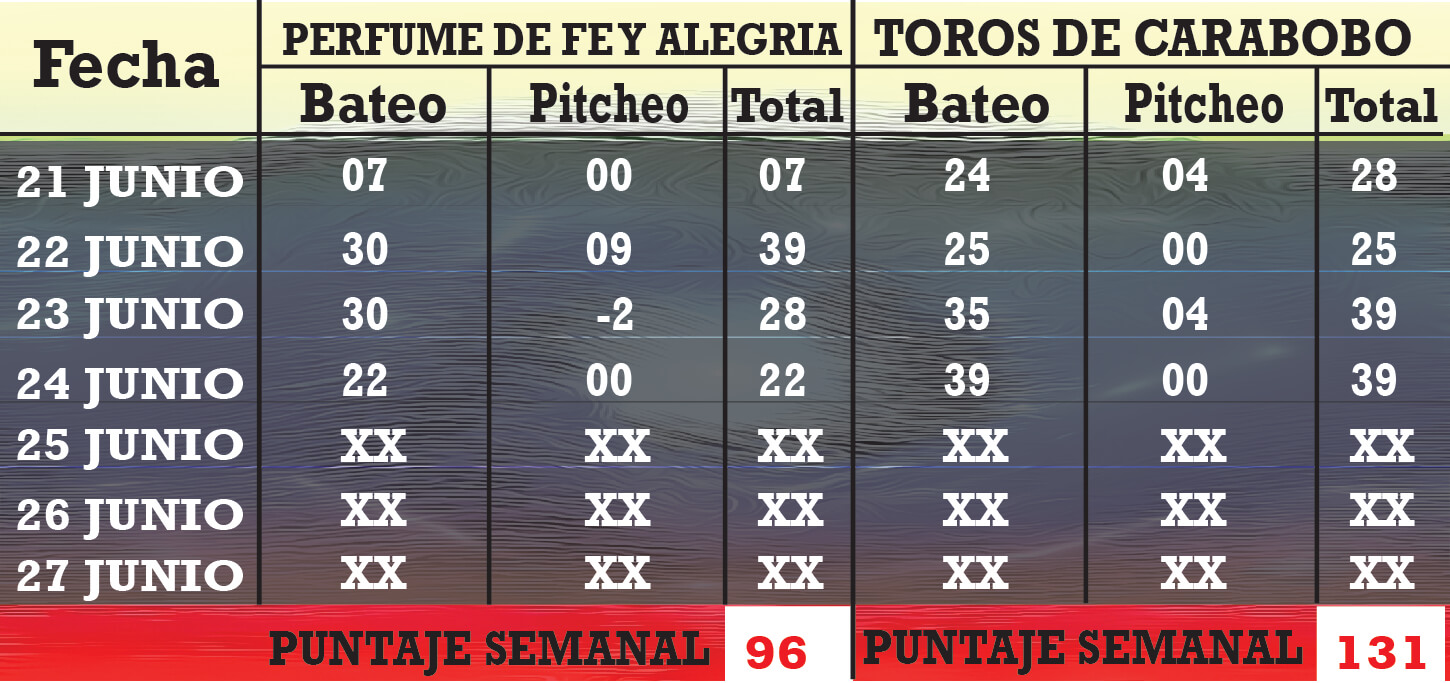 Fecha PERFUME DE FE Y ALEGRIA TOROS DE CARABOBO
Bateo Pitcheo Total Bateo Pitcheo Total
21 JUNIO 07 00 07 24 04 28
22 JUNIO 30 09 39 25 00 25
23 JUNIO 30 -2 28 35 04 39
24 JUNIO 22 00 22 39 00 39
25 JUNIO XX XX XX XX XX XX
26 JUNIO XX XX XX XX XX XX
27 JUNIO XX XX XX XX XX XX
PUNTAJE SEMANAL 96 PUNTAJE SEMANAL 131